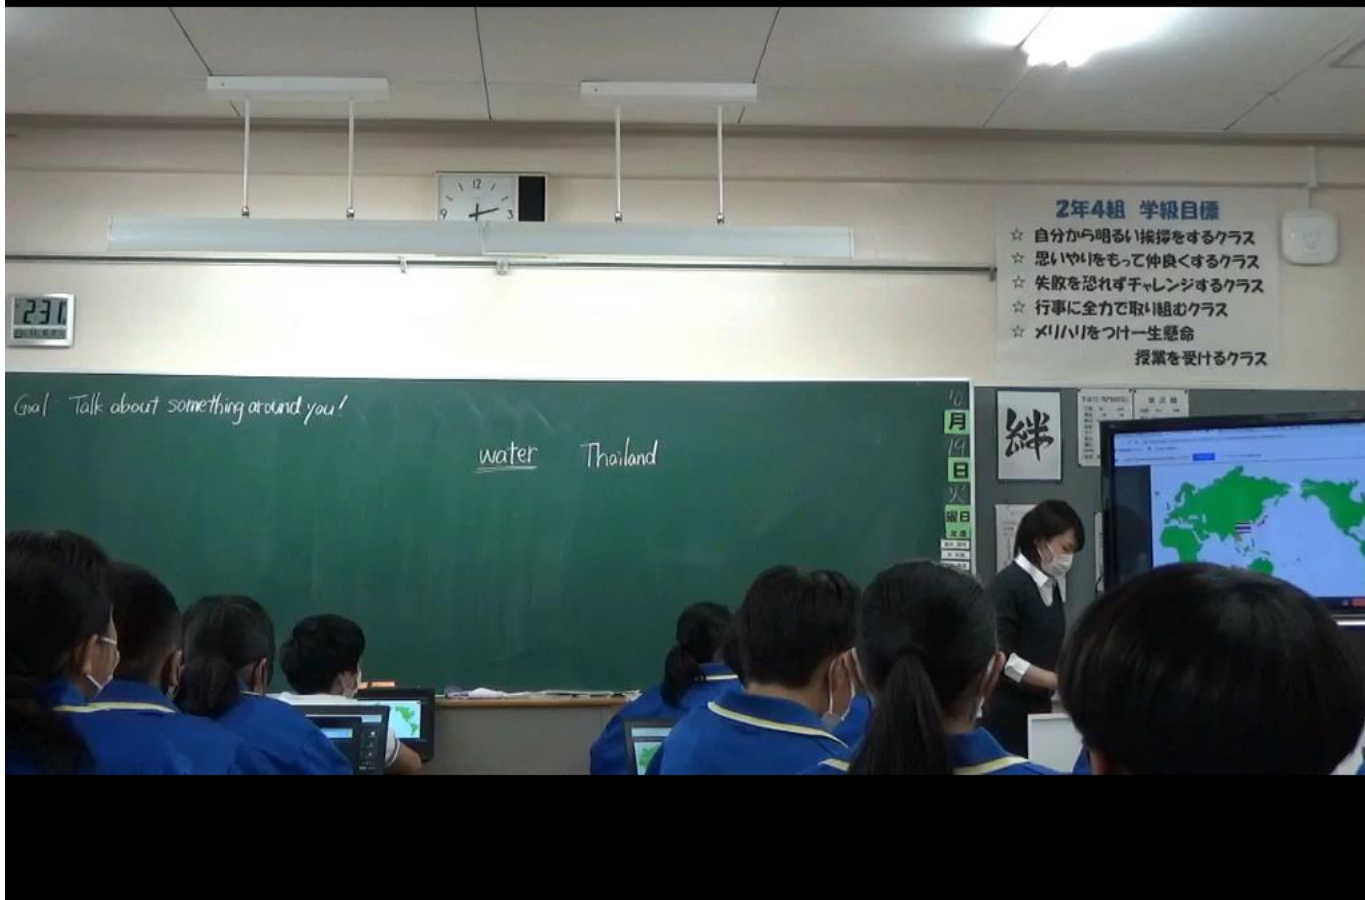 12
9 3
2年4組 学級目標
☆ 自分から明るい挨拶をするクラス
☆ 思いやりをもって仲良くするクラス
☆ 失敗を恐れずチャレンジするクラス
☆ 行事に全力で取り組むクラス
☆ メリハリをつけ一生懸命
授業を受けるクラス
231
Goal Talk about something around you!
water Thailand
10
月
19
日
火
曜日
絆